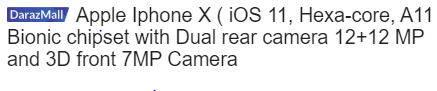 DarazMall Apple Iphone X ( iOS 11, Hexa-core, A11
Bionic chipset with Dual rear camera 12+12 MP
and 3D front 7MP Camera